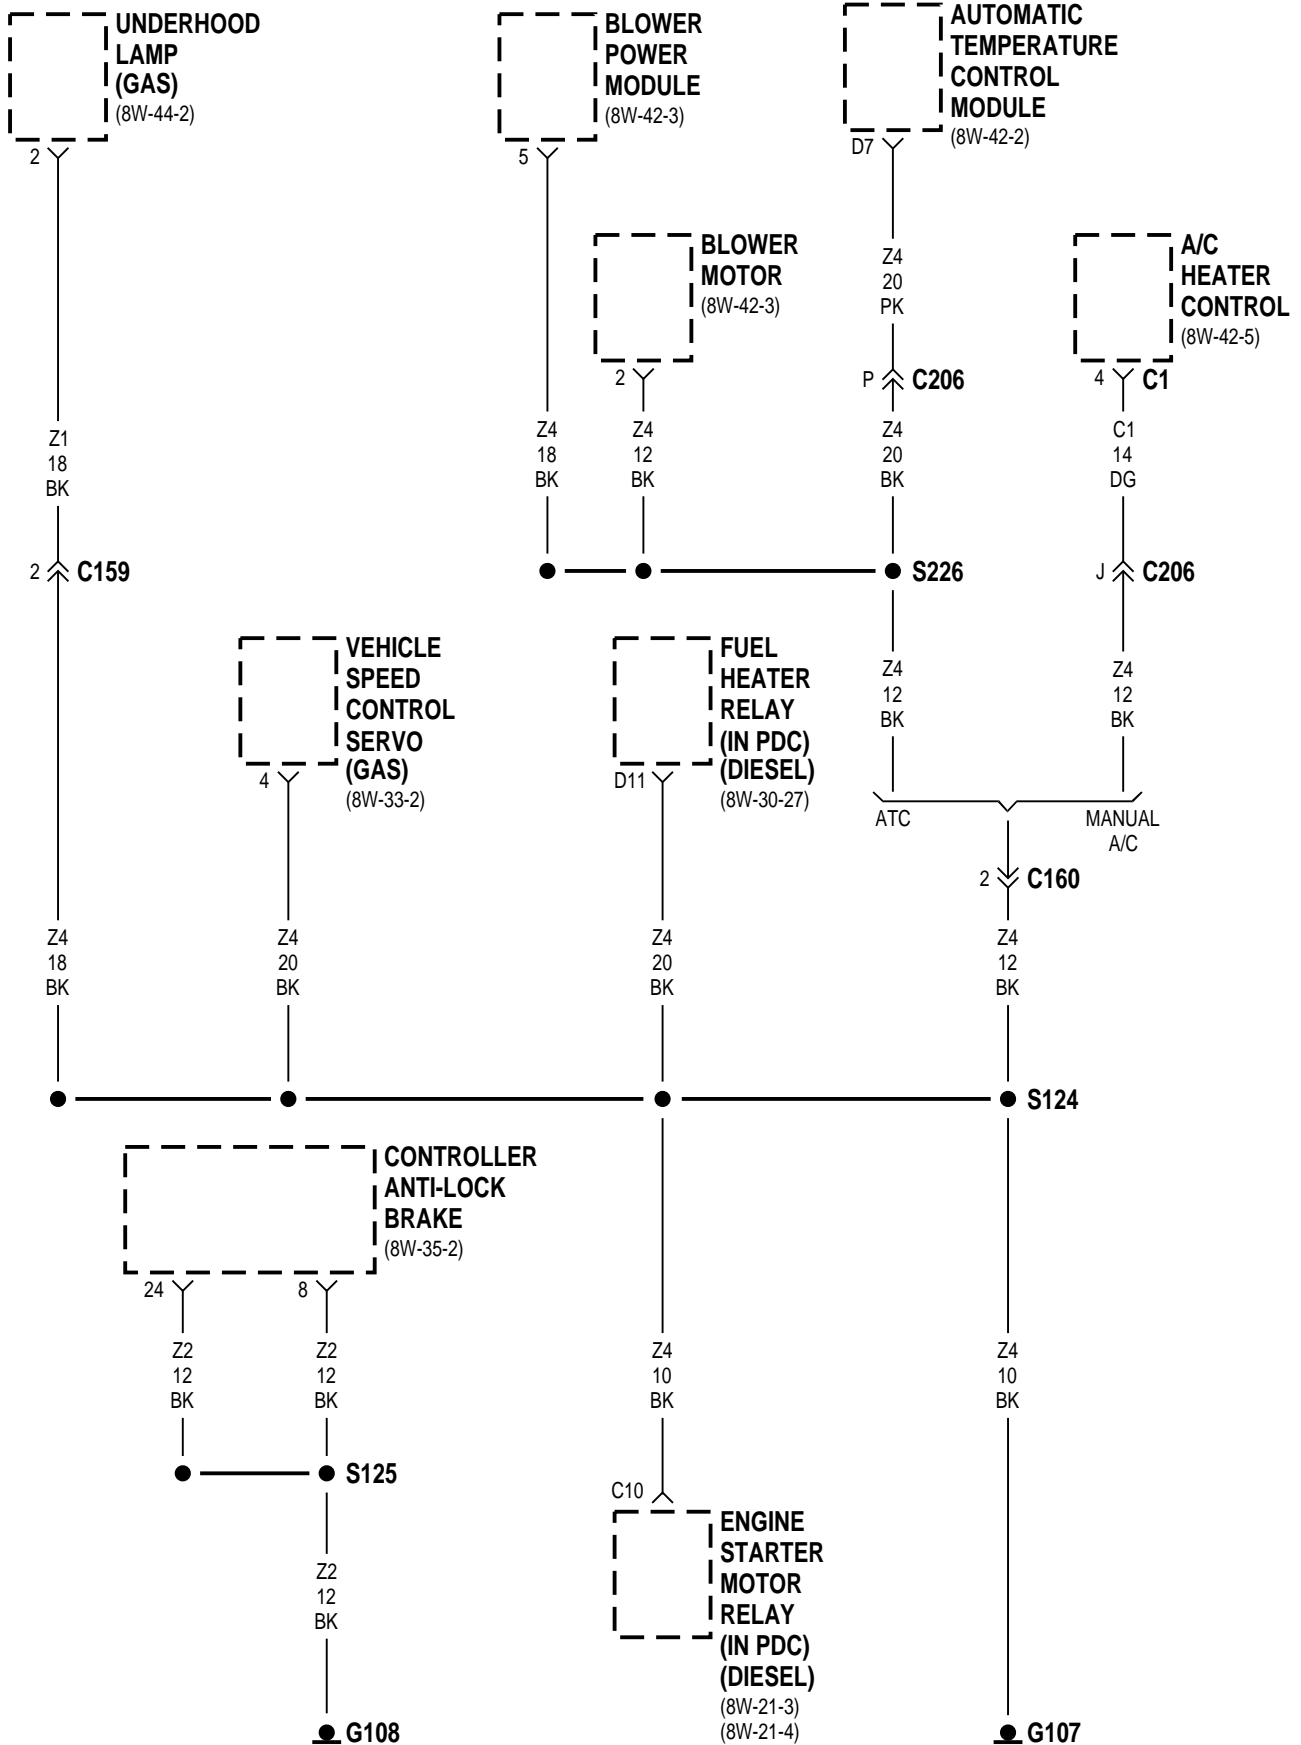 UNDERHOOD
LAMP
(GAS)
(8W-44-2)
2
BLOWER
POWER
MODULE
(8W-42-3)
5
AUTOMATIC
TEMPERATURE
CONTROL
MODULE
(8W-42-2)
D7
BLOWER
MOTOR
(8W-42-3)
2
A/C
HEATER
CONTROL
(8W-42-5)
4
C1
Z4
20
PK
P
C206
Z1
18
BK
Z4
18
BK
Z4
12
BK
Z4
20
BK
C1
14
DG
2
C159
S226
J
C206
VEHICLE
SPEED
CONTROL
SERVO
(GAS)
(8W-33-2)
4
FUEL
HEATER
RELAY
(IN PDC)
(DIESEL)
(8W-30-27)
D11
Z4
12
BK
Z4
12
BK
ATC
MANUAL
A/C
2
C160
Z4
18
BK
Z4
20
BK
Z4
20
BK
Z4
12
BK
S124
CONTROLLER
ANTI-LOCK
BRAKE
(8W-35-2)
24
8
Z2
12
BK
Z2
12
BK
Z4
10
BK
Z4
10
BK
S125
C10
ENGINE
STARTER
MOTOR
RELAY
(IN PDC)
(DIESEL)
(8W-21-3)
(8W-21-4)
Z2
12
BK
G108
G107